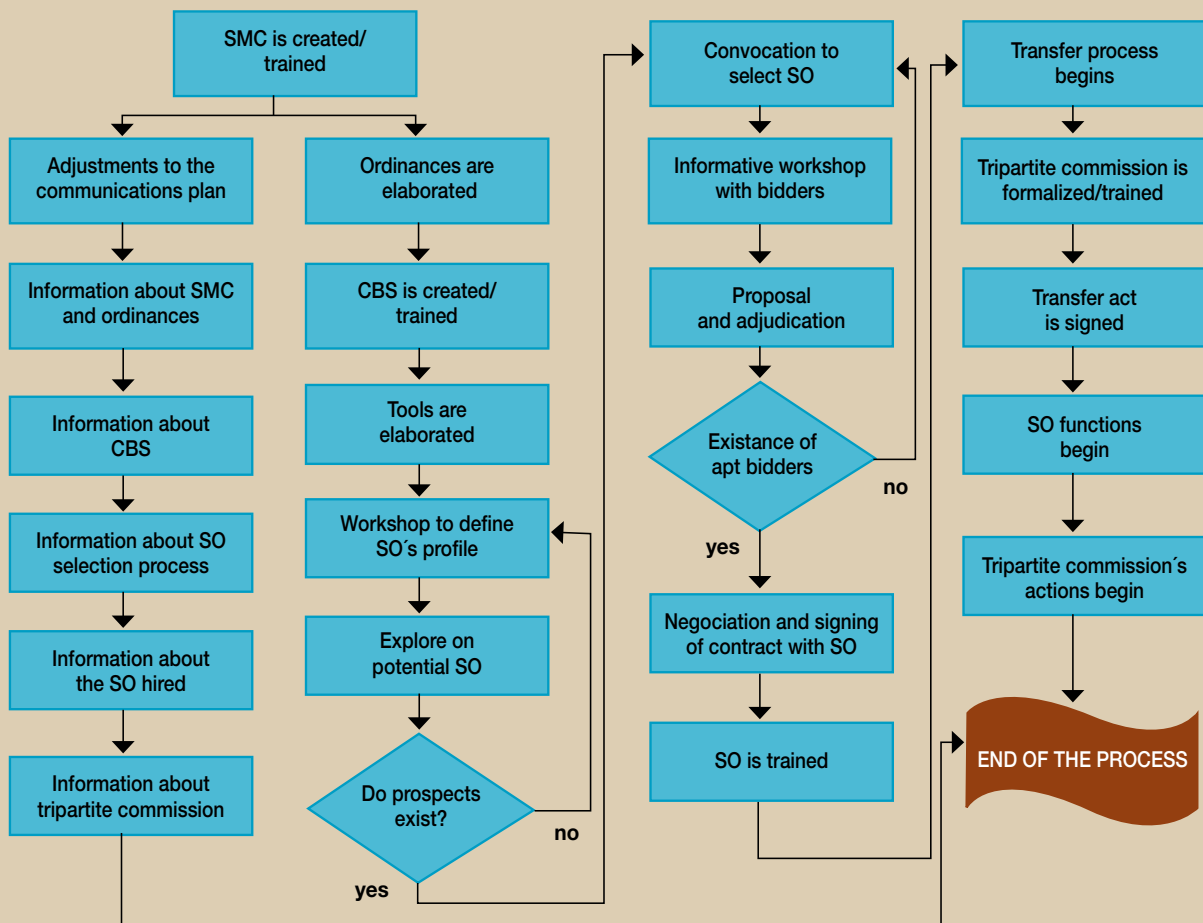 SMC is created/
trained
Adjustments to the
communications plan
Information about SMC
and ordinances
Information about
CBS
Information about SO
selection process
Information about
the SO hired
Information about
tripartite commission
Ordinances are
elaborated
CBS is created/
trained
Tools are
elaborated
Workshop to define
SO´s profile
Explore on
potential SO
Do prospects
exist?
no
yes
Convocation to
select SO
Informative workshop
with bidders
Proposal
and adjudication
Existance of
apt bidders
no
yes
Negociation and signing
of contract with SO
SO is trained
Transfer process
begins
Tripartite commission is
formalized/trained
Transfer act
is signed
SO functions
begin
Tripartite commission´s
actions begin
END OF THE PROCESS